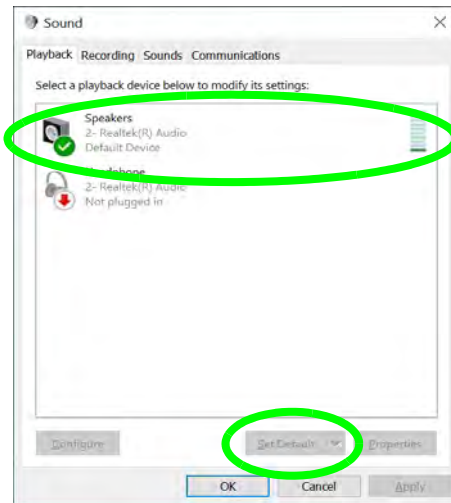 Sound
Playback Recording Sounds Communications
Select a playback device below to modify its settings:
Speakers
2- Realtek(R) Audio
Default Device
Headphone
2- Realtek(R) Audio
Not plugged in
Configure Set Default Properties
OK Cancel Apply